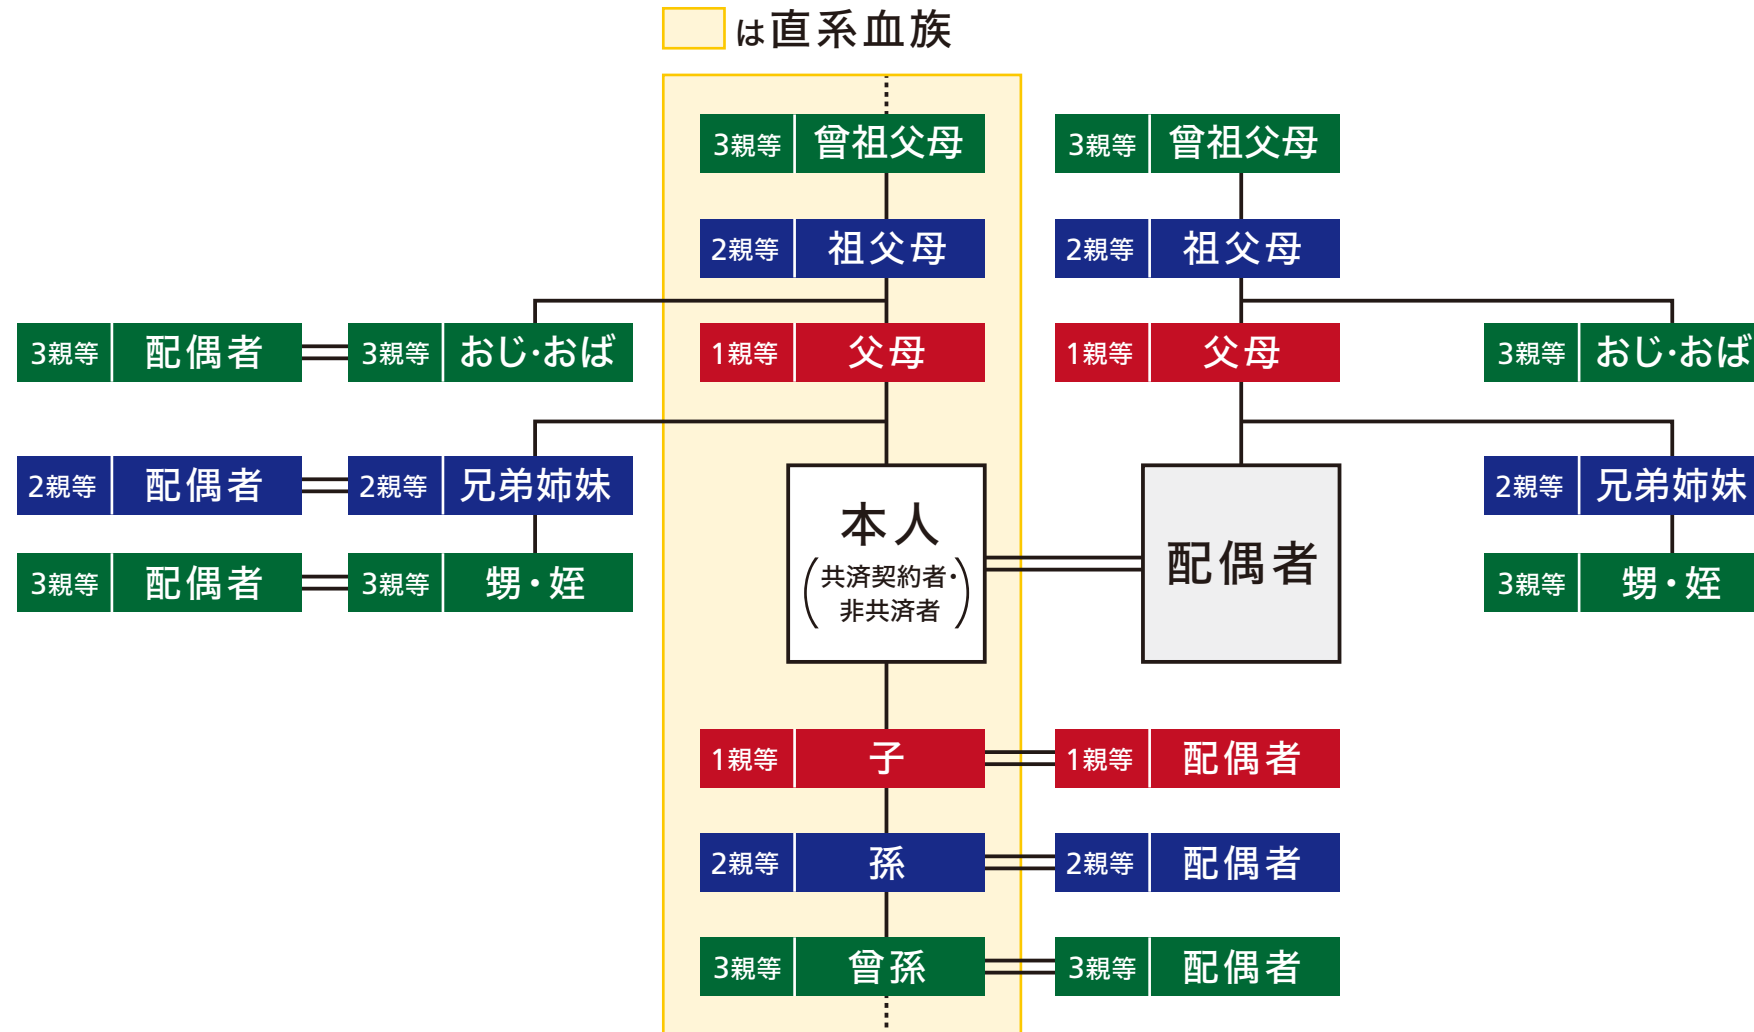 は直系血族
3親等 曾祖父母
3親等 曾祖父母
2親等 祖父母
2親等 祖父母
3親等 配偶者
3親等 おじ・おば
1親等 父母
1親等 父母
3親等 おじ・おば
2親等 配偶者
2親等 兄弟姉妹
2親等 兄弟姉妹
3親等 配偶者
3親等 甥・姪
本人
(共済契約者・
非共済者)
配偶者
3親等 甥・姪
1親等 子
1親等 配偶者
2親等 孫
2親等 配偶者
3親等 曾孫
3親等 配偶者